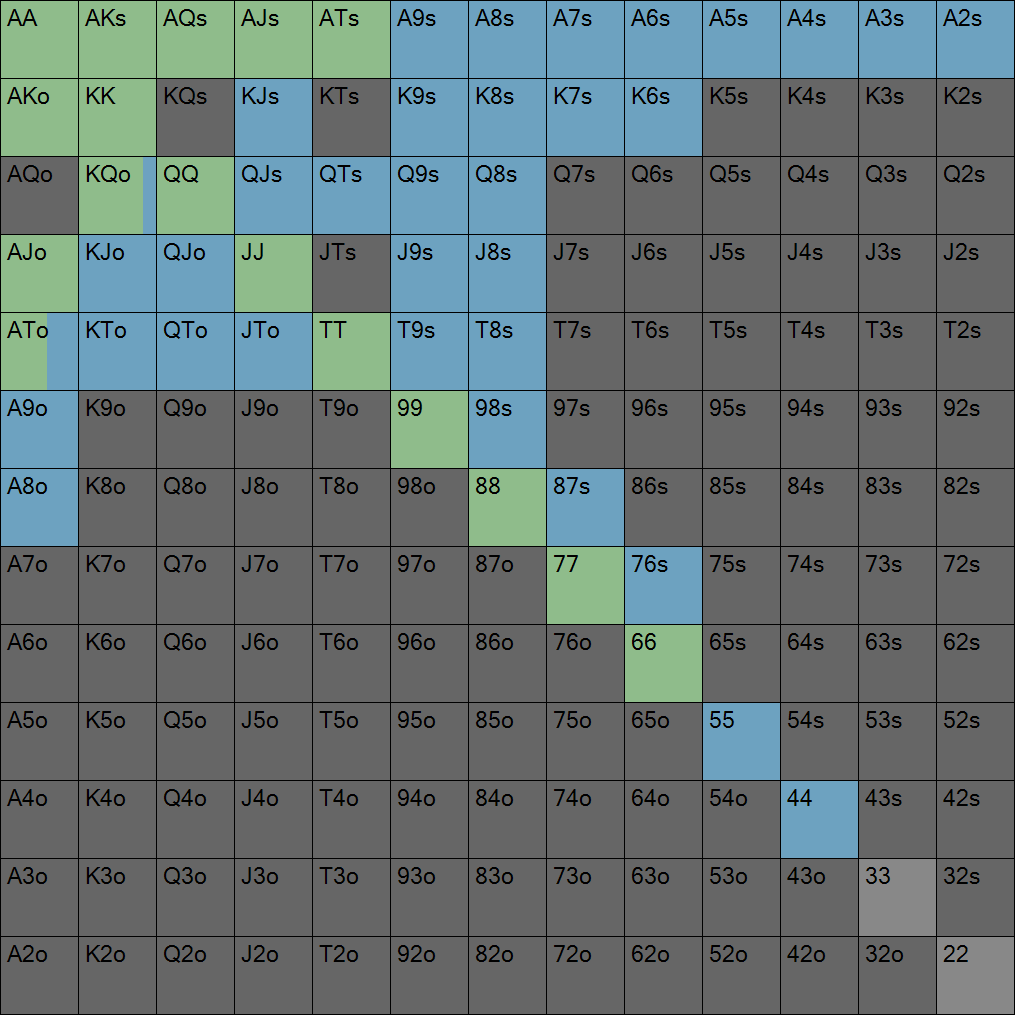 AA AKs AQs AJs ATs A9s A8s A7s A6s A5s A4s A3s A2s
AKo KK KQs KJs KTs K9s K8s K7s K6s K5s K4s K3s K2s
AQo KQo QQ QJs QTs Q9s Q8s Q7s Q6s Q5s Q4s Q3s Q2s
AJo KJo QJo JJ JTs J9s J8s J7s J6s J5s J4s J3s J2s
ATo KTo QTo JTo TT T9s T8s T7s T6s T5s T4s T3s T2s
A9o K9o Q9o J9o T9o 99 98s 97s 96s 95s 94s 93s 92s
A8o K8o Q8o J8o T8o 98o 88 87s 86s 85s 84s 83s 82s
A7o K7o Q7o J7o T7o 97o 87o 77 76s 75s 74s 73s 72s
A6o K6o Q6o J6o T6o 96o 86o 76o 66 65s 64s 63s 62s
A5o K5o Q5o J5o T5o 95o 85o 75o 65o 55 54s 53s 52s
A4o K4o Q4o J4o T4o 94o 84o 74o 64o 54o 44 43s 42s
A3o K3o Q3o J3o T3o 93o 83o 73o 63o 53o 43o 33 32s
A2o K2o Q2o J2o T2o 92o 82o 72o 62o 52o 42o 32o 22